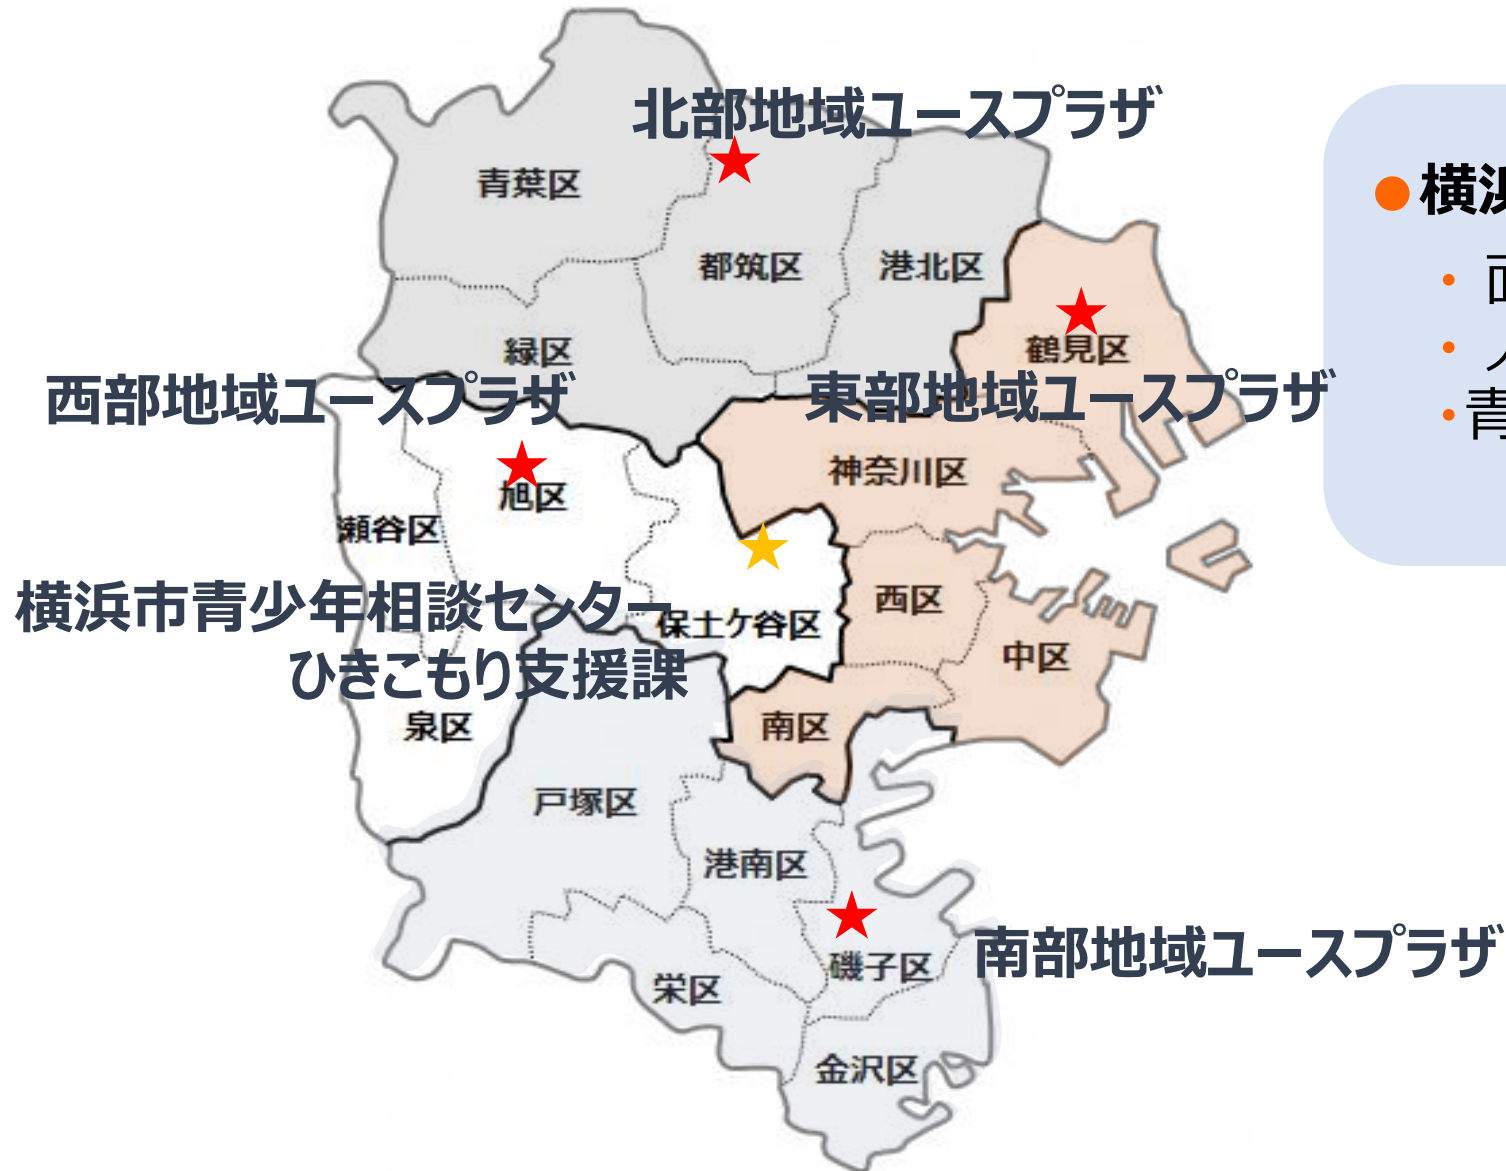 北部地域ユースプラザ
青葉区
都筑区
港北区
緑区
鶴見区
西部地域ユースプラザ
東部地域ユースプラザ
神奈川区
旭区
瀬谷区
横浜市青少年相談センター
ひきこもり支援課
保土ケ谷区
西区
中区
泉区
南区
戸塚区
港南区
磯子区
南部地域ユースプラザ
栄区
金沢区
●横浜
・
・
・青